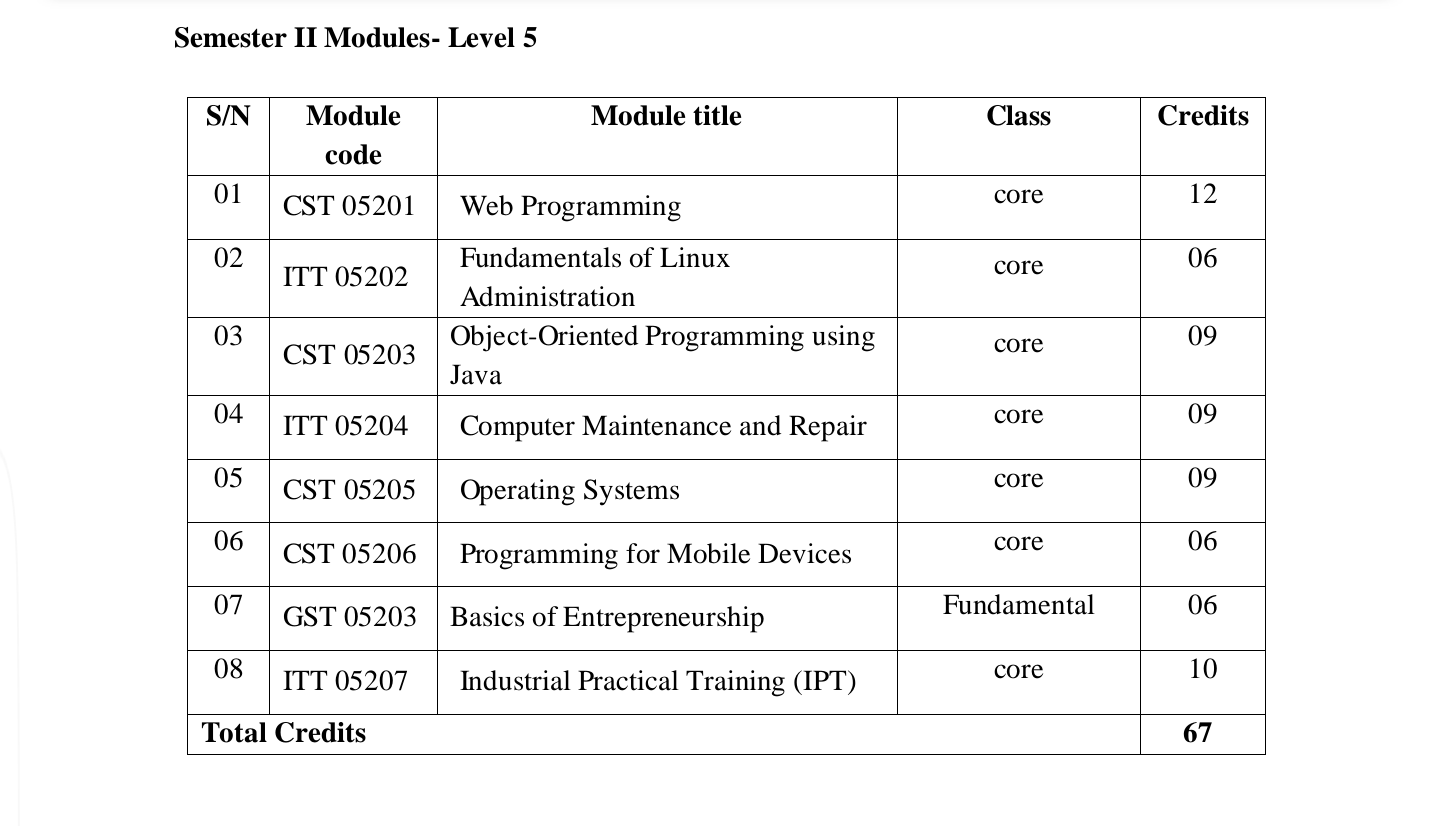 Semester II Modules- Level 5
S/N Module code Module title Class Credits
01 CST 05201 Web Programming core 12
02 ITT 05202 Fundamentals of Linux Administration core 06
03 CST 05203 Object-Oriented Programming using Java core 09
04 ITT 05204 Computer Maintenance and Repair core 09
05 CST 05205 Operating Systems core 09
06 CST 05206 Programming for Mobile Devices core 06
07 GST 05203 Basics of Entrepreneurship Fundamental 06
08 ITT 05207 Industrial Practical Training (IPT) core 10
Total Credits 67